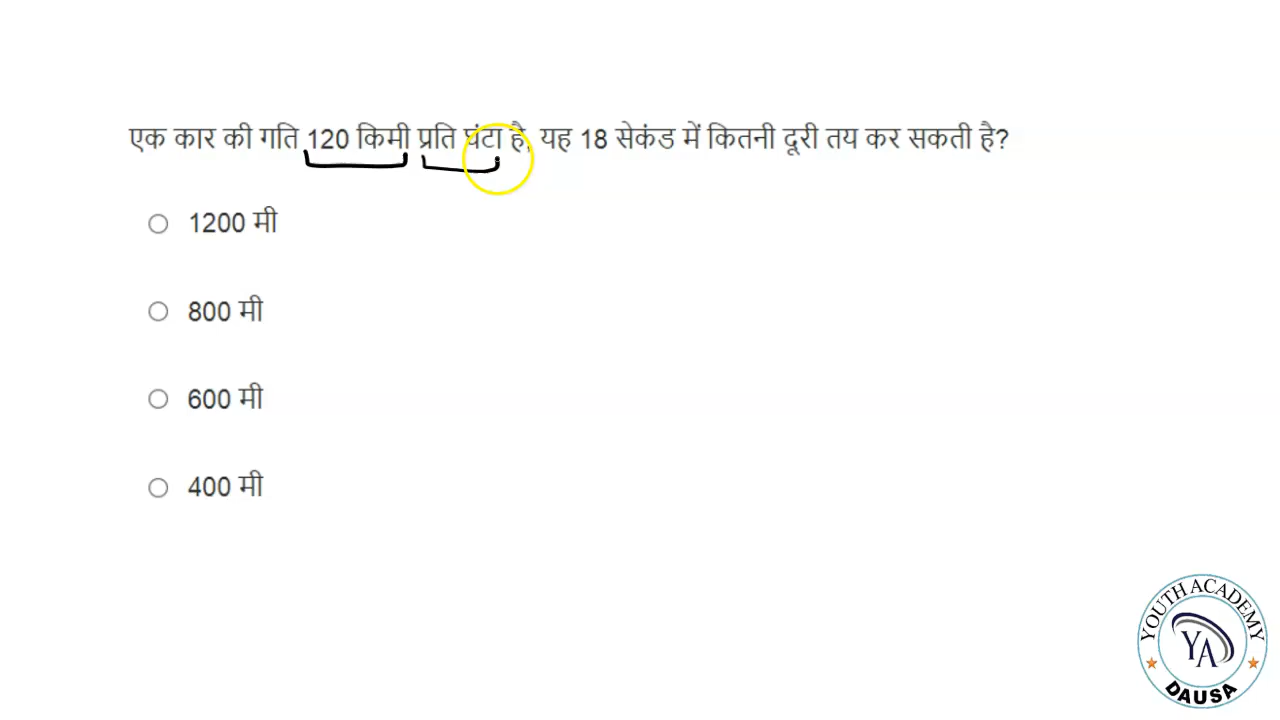 एक कार की गति 120 किमी प्रति घंटा है, यह 18 सेकंड में कितनी दूरी तय कर सकती है?
1200 मी
800 मी
600 मी
400 मी
YOUTH ACADEMY
YA
DAUSA